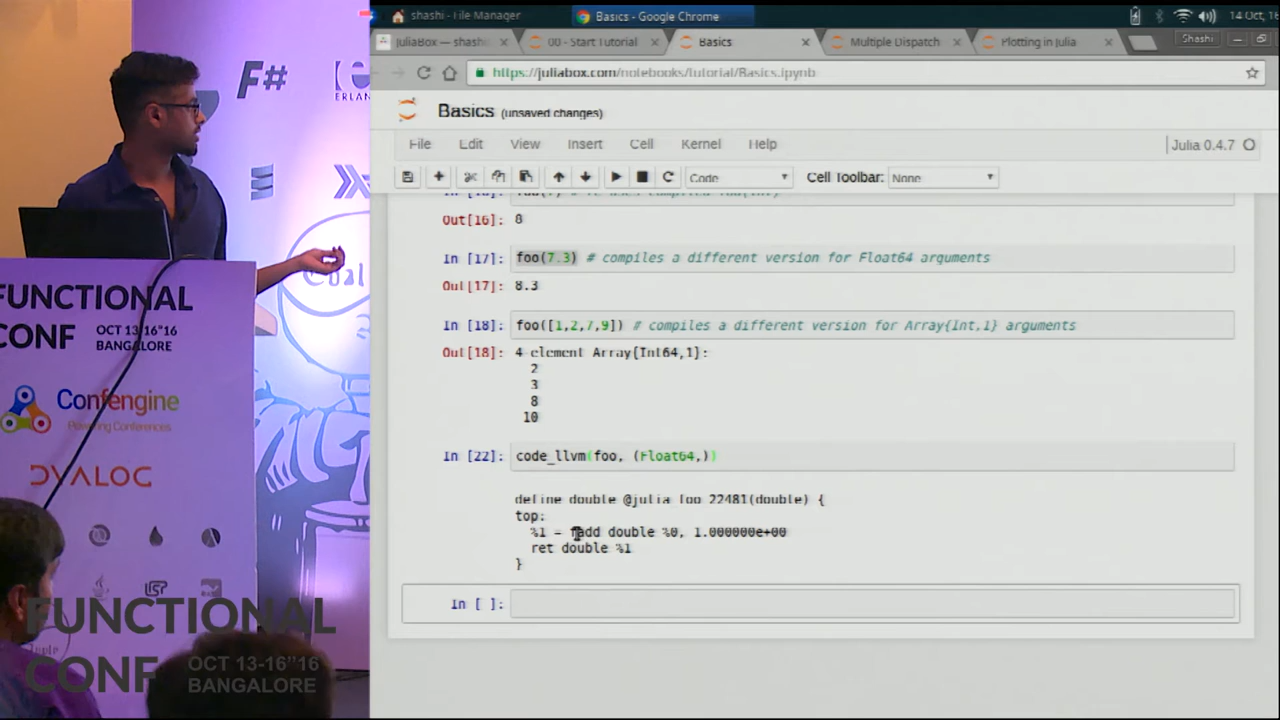 shashi - File Manager
Basics - Google Chrome
14 Oct, 18
JuliaBox — shashi
00 - Start Tutorial
Basics
Multiple Dispatch
Plotting in Julia
Shashi
https://juliabox.com/notebooks/tutorial/Basics.ipynb
Basics (unsaved changes)
File Edit View Insert Cell Kernel Help
Julia 0.4.7
Code
Cell Toolbar: None
Out[16]: 8
In [17]: foo(7.3) # compiles a different version for Float64 arguments
Out[17]: 8.3
In [18]: foo([1,2,7,9]) # compiles a different version for Array{Int,1} arguments
Out[18]: 4 element Array{Int64,1}:
2
3
8
10
In [22]: code_llvm(foo, (Float64,))
define double @julia_foo_22481(double) {
top:
%1 = fadd double %0, 1.000000e+00
ret double %1
}
In [ ]:
F#
ERLAN
FUNCTIONAL
CONF
OCT 13-16"16
BANGALORE
Confengine
Powering Conferences
DYALOG
LISP
FUNCTIONAL
CONF
OCT 13-16"16
BANGALORE